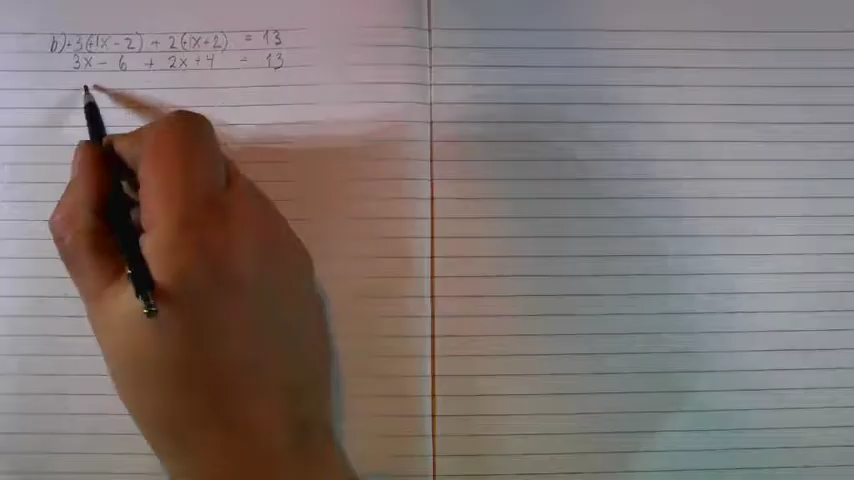 b) +3(+1x - 2) + 2(+1x + 2) = 13
3x - 6 + 2x + 4 = 13